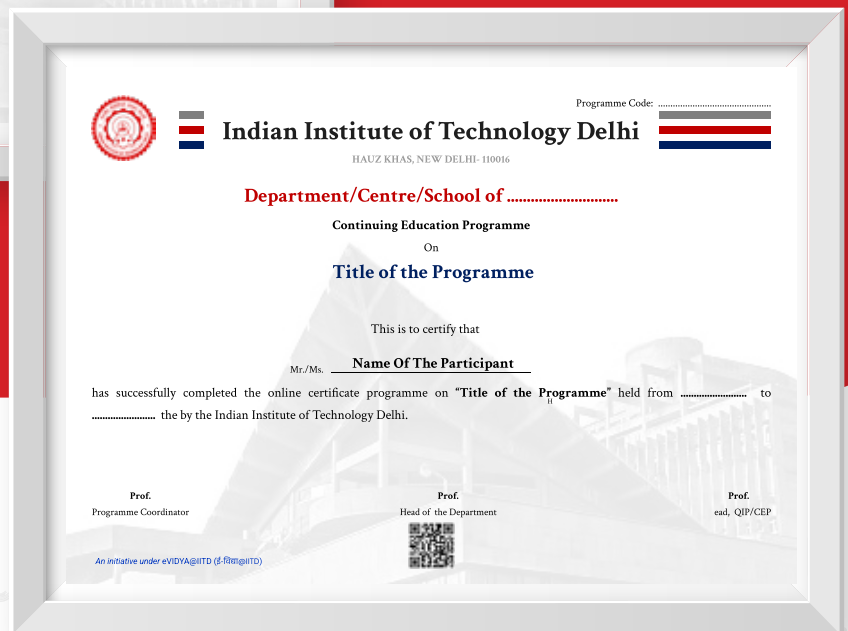 Programme Code: ............................................
Indian Institute of Technology Delhi
HAUZ KHAS, NEW DELHI- 110016
Department/Centre/School of ............................
Continuing Education Programme
On
Title of the Programme
This is to certify that
Mr./Ms. Name Of The Participant
has successfully completed the online certificate programme on “Title of the Programme” held from ........................ to
H
........................ the by the Indian Institute of Technology Delhi.
Prof. Prof. Prof.
Programme Coordinator Head of the Department ead, QIP/CEP
An initiative under eVIDYA@IITD (ई-विद्या@IITD)